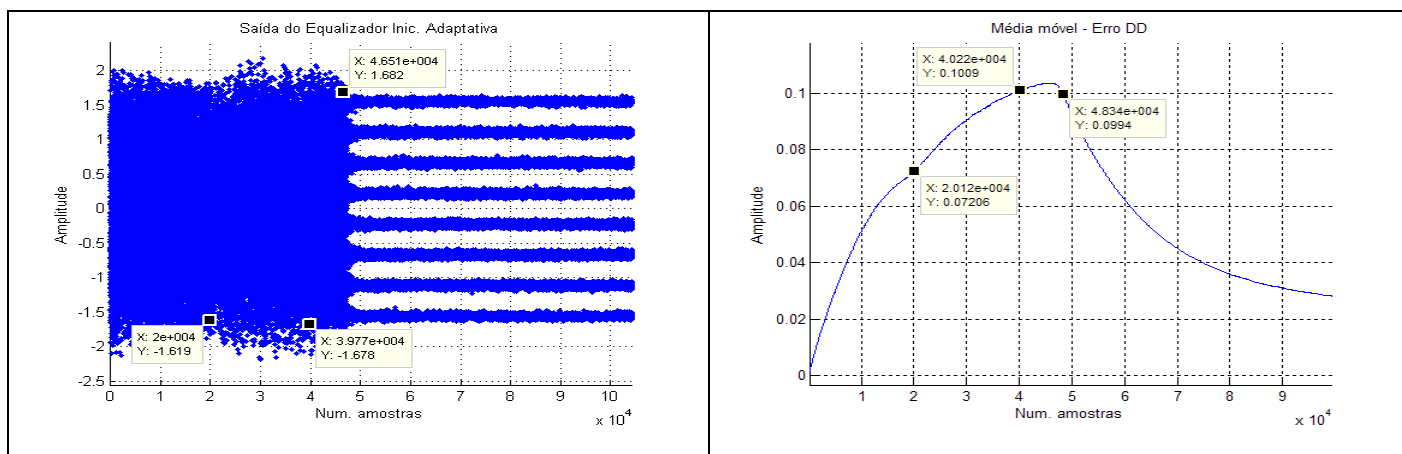 Saída do Equalizador Inic. Adaptativa
X: 4.651e+004
Y: 1.682
2
1.5
1
0.5
0
-0.5
-1
-1.5
-2
-2.5
Amplitude
X: 2e+004
Y: -1.619
X: 3.977e+004
Y: -1.678
0 1 2 3 4 5 6 7 8 9 10
Num. amostras
x 10^4
Média móvel - Erro DD
X: 4.022e+004
Y: 0.1009
X: 4.834e+004
Y: 0.0994
X: 2.012e+004
Y: 0.07206
0.1
0.08
0.06
0.04
0.02
0
Amplitude
2 3 4 5 6 7 8 9
Num. amostras
x 10^4